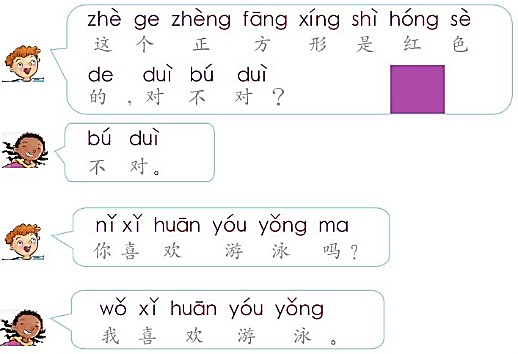 zhè ge zhèng fāng xíng shì hóng sè
这 个 正 方 形 是 红 色
de duì bú duì
的 , 对 不 对 ?
bú duì
不 对 。
nǐ xǐ huān yóu yǒng ma
你 喜 欢 游 泳 吗 ?
wǒ xǐ huān yóu yǒng
我 喜 欢 游 泳 。